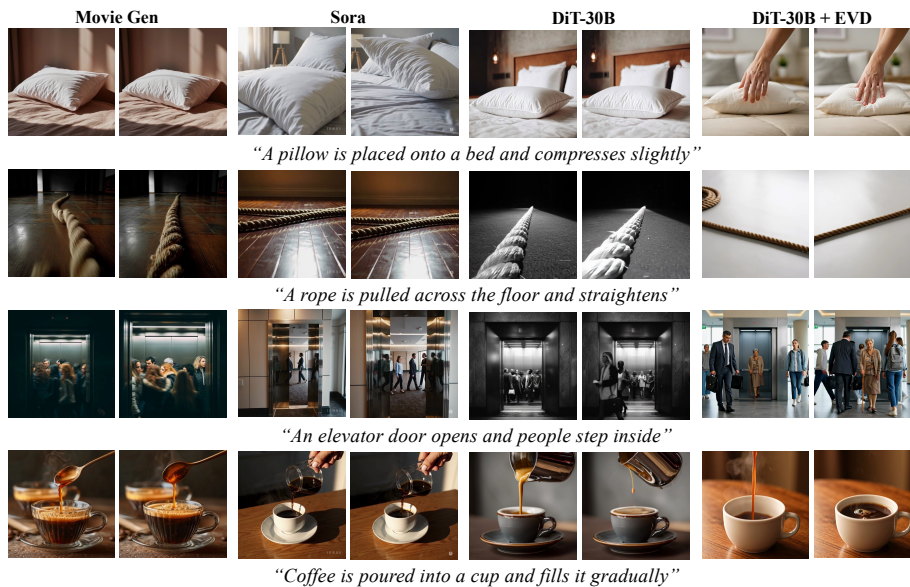 Movie Gen Sora DiT-30B DiT-30B + EVD
“A pillow is placed onto a bed and compresses slightly”
“A rope is pulled across the floor and straightens”
“An elevator door opens and people step inside”
“Coffee is poured into a cup and fills it gradually”